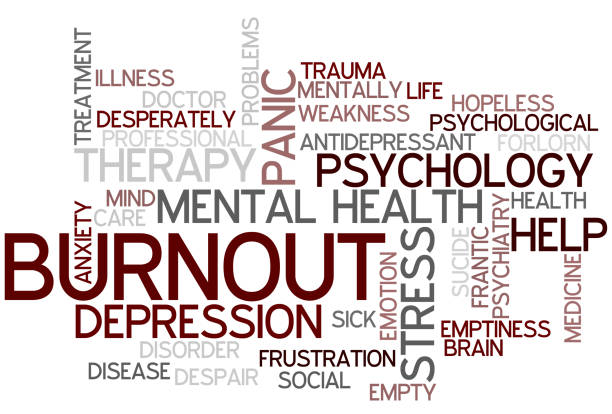 TREATMENT
ILLNESS
DOCTOR
DESPERATELY
PROFESSIONAL
THERAPY
PROBLEMS
PANIC
TRAUMA
MENTALLY
LIFE
WEAKNESS
HOPELESS
PSYCHOLOGICAL
ANTIDEPRESSANT
FORLORN
PSYCHOLOGY
MIND
CARE
MENTAL HEALTH
HEALTH
ANXIETY
BURNOUT
STRESS
SUCIDE
FRANTIC
PSYCHIATRY
HELP
DEPRESSION
SICK
EMOTION
EMPTINESS
BRAIN
MEDICINE
DISORDER
FRUSTRATION
DISEASE
DESPAIR
SOCIAL
EMPTY